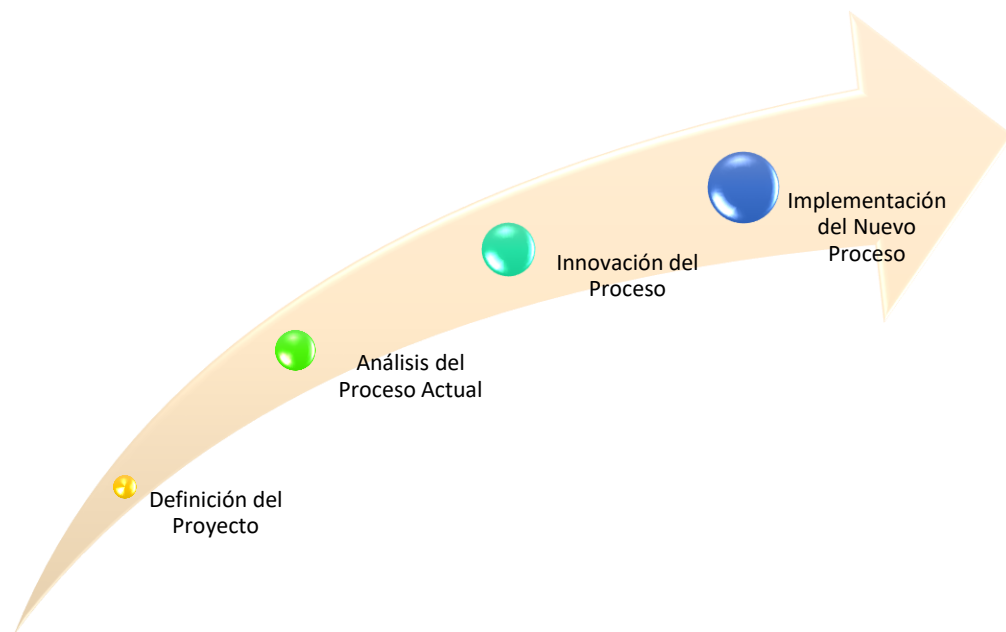 Definición del
Proyecto
Análisis del
Proceso Actual
Innovación del
Proceso
Implementación
del Nuevo
Proceso